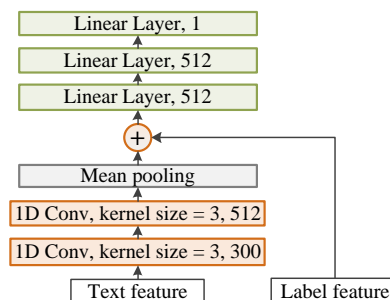 Linear Layer, 1
Linear Layer, 512
Linear Layer, 512
+
Mean pooling
1D Conv, kernel size = 3, 512
1D Conv, kernel size = 3, 300
Text feature
Label feature